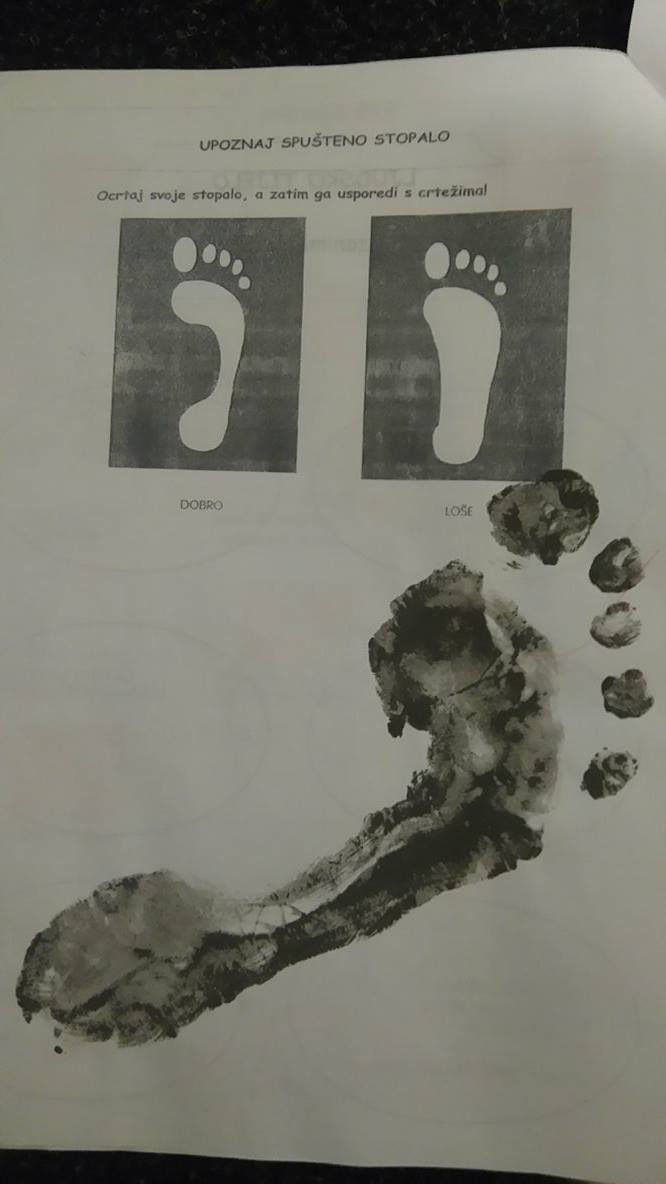 UPOZNAJ SPUŠTENO STOPALO
Ocrtaj svoje stopalo, a zatim ga usporedi s crtežima!
DOBRO
LOŠE